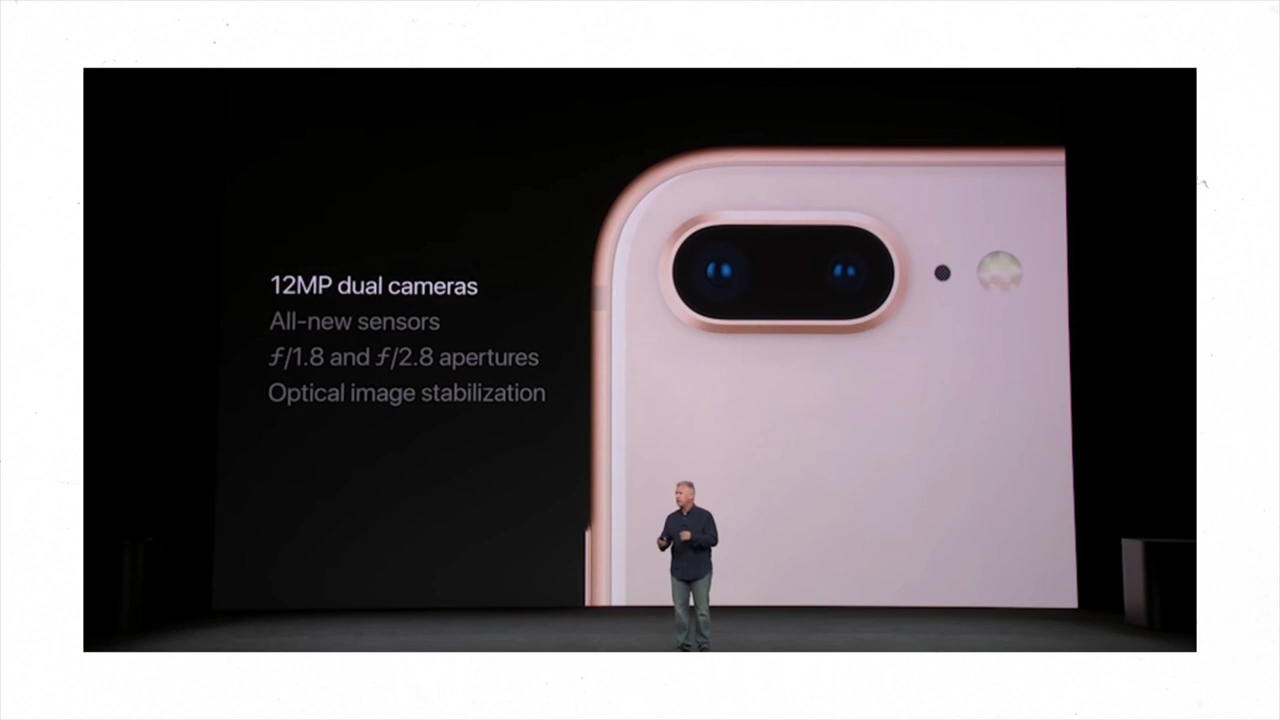 12MP dual cameras
All-new sensors
ƒ/1.8 and ƒ/2.8 apertures
Optical image stabilization